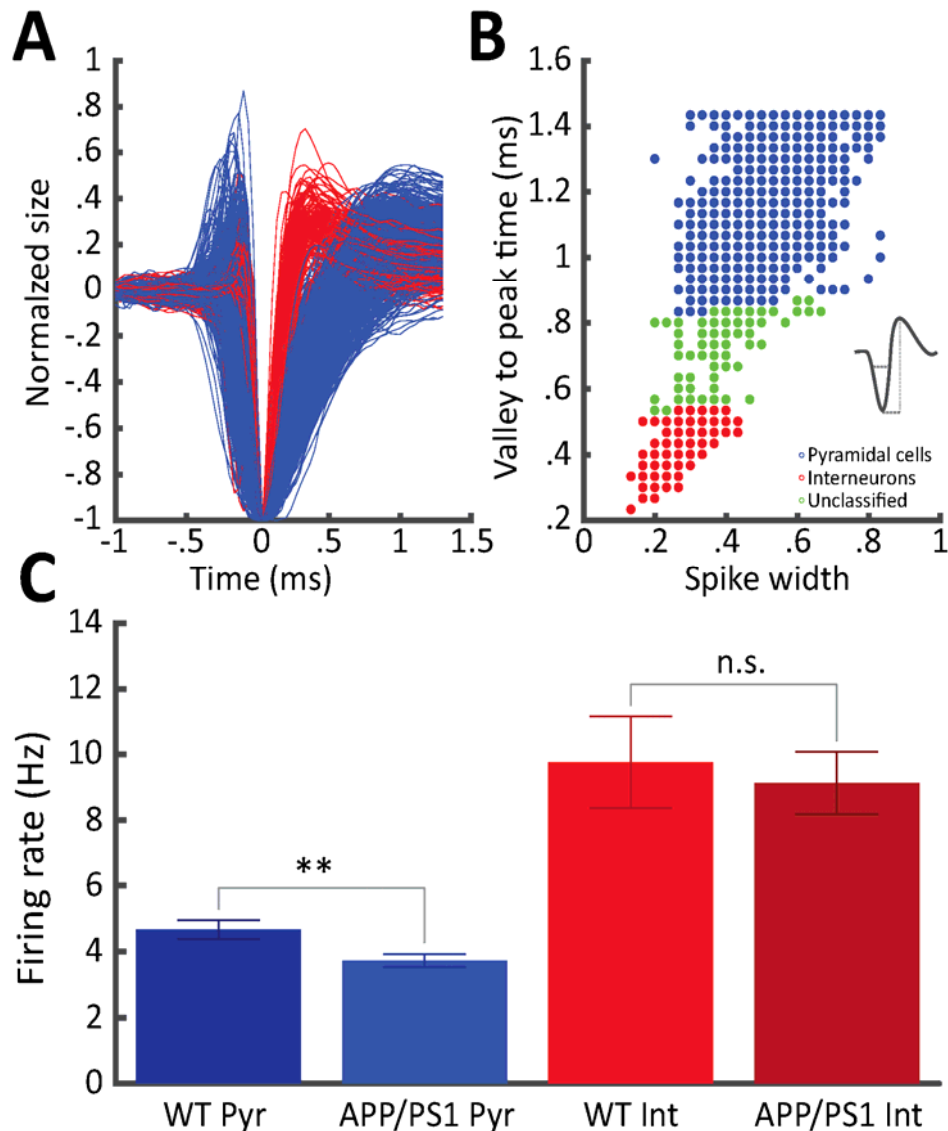 A
Normalzed size
1
.8
.6
.4
.2
0
-.2
-.4
-.6
-.8
-1
-1
-.5
0
.5
1
1.5
Time (ms)
B
Valley to peak time (ms)
1.6
1.4
1.2
1
.8
.6
.4
.2
0
.2
.4
.6
.8
1
Spike width
Pyramidal cells
Interneurons
Unclassified
C
Firing rate (Hz)
14
12
10
8
6
4
2
0
**
n.s.
WT Pyr
APP/PS1 Pyr
WT Int
APP/PS1 Int